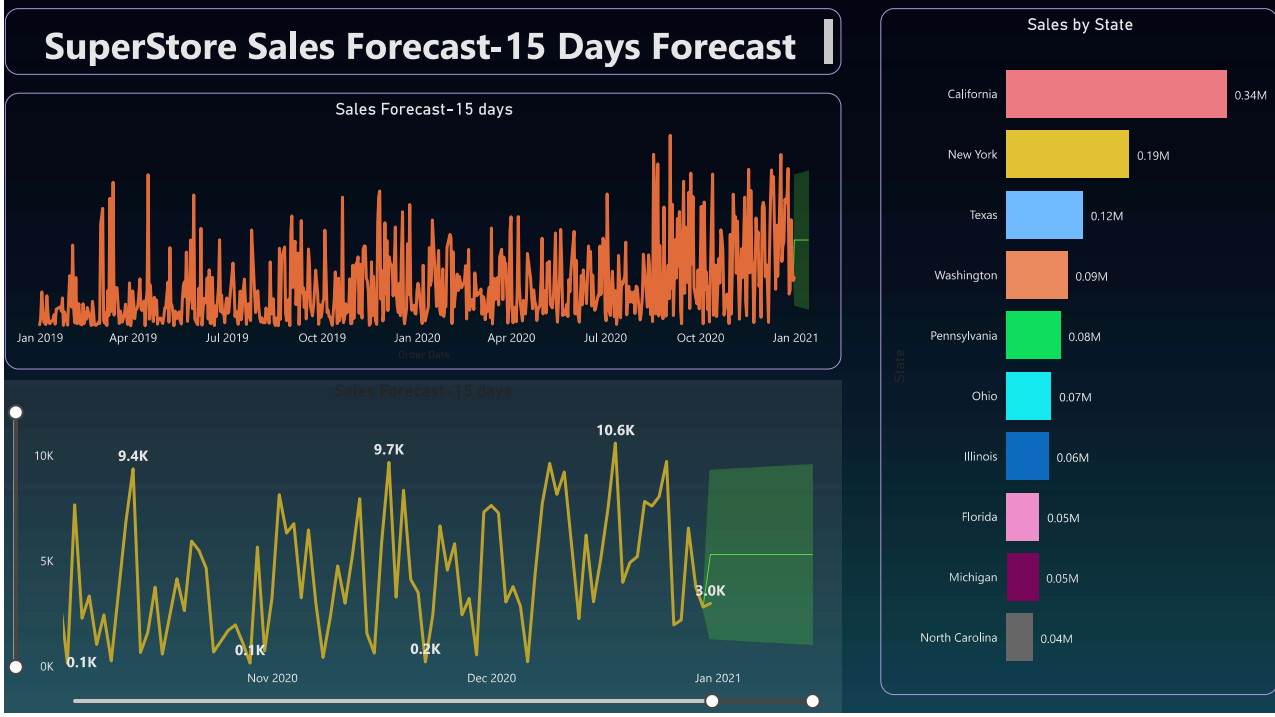 SuperStore Sales Forecast-15 Days Forecast
Sales Forecast-15 days
Jan 2019 Apr 2019 Jul 2019 Oct 2019 Jan 2020 Apr 2020 Jul 2020 Oct 2020 Jan 2021
Order Date
Sales Forecast-15 days
10K
5K
0K
9.4K
9.7K
10.6K
3.0K
0.1K
0.1K
0.2K
Nov 2020 Dec 2020 Jan 2021
Sales by State
State
California 0.34M
New York 0.19M
Texas 0.12M
Washington 0.09M
Pennsylvania 0.08M
Ohio 0.07M
Illinois 0.06M
Florida 0.05M
Michigan 0.05M
North Carolina 0.04M